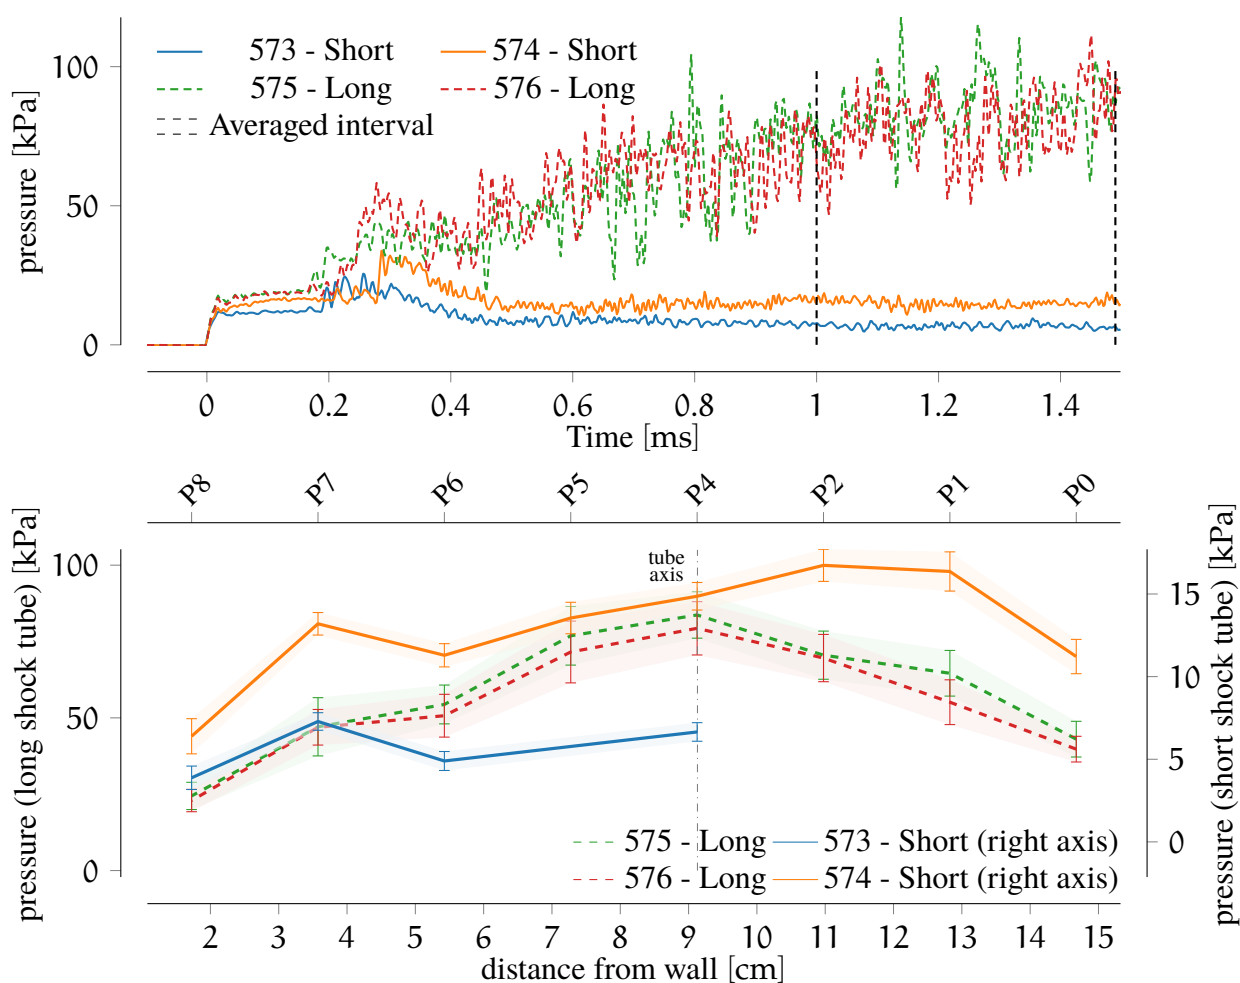 573 - Short 574 - Short
575 - Long 576 - Long
Averaged interval
pressure [kPa]
100
50
0
0 0.2 0.4 0.6 0.8 1 1.2 1.4
Time [ms]
P8 P7 P6 P5 P4 P2 P1 P0
pressure (long shock tube) [kPa]
100
50
0
tube
axis
pressure (short shock tube) [kPa]
15
10
5
0
575 - Long 573 - Short (right axis)
576 - Long 574 - Short (right axis)
2 3 4 5 6 7 8 9 10 11 12 13 14 15
distance from wall [cm]